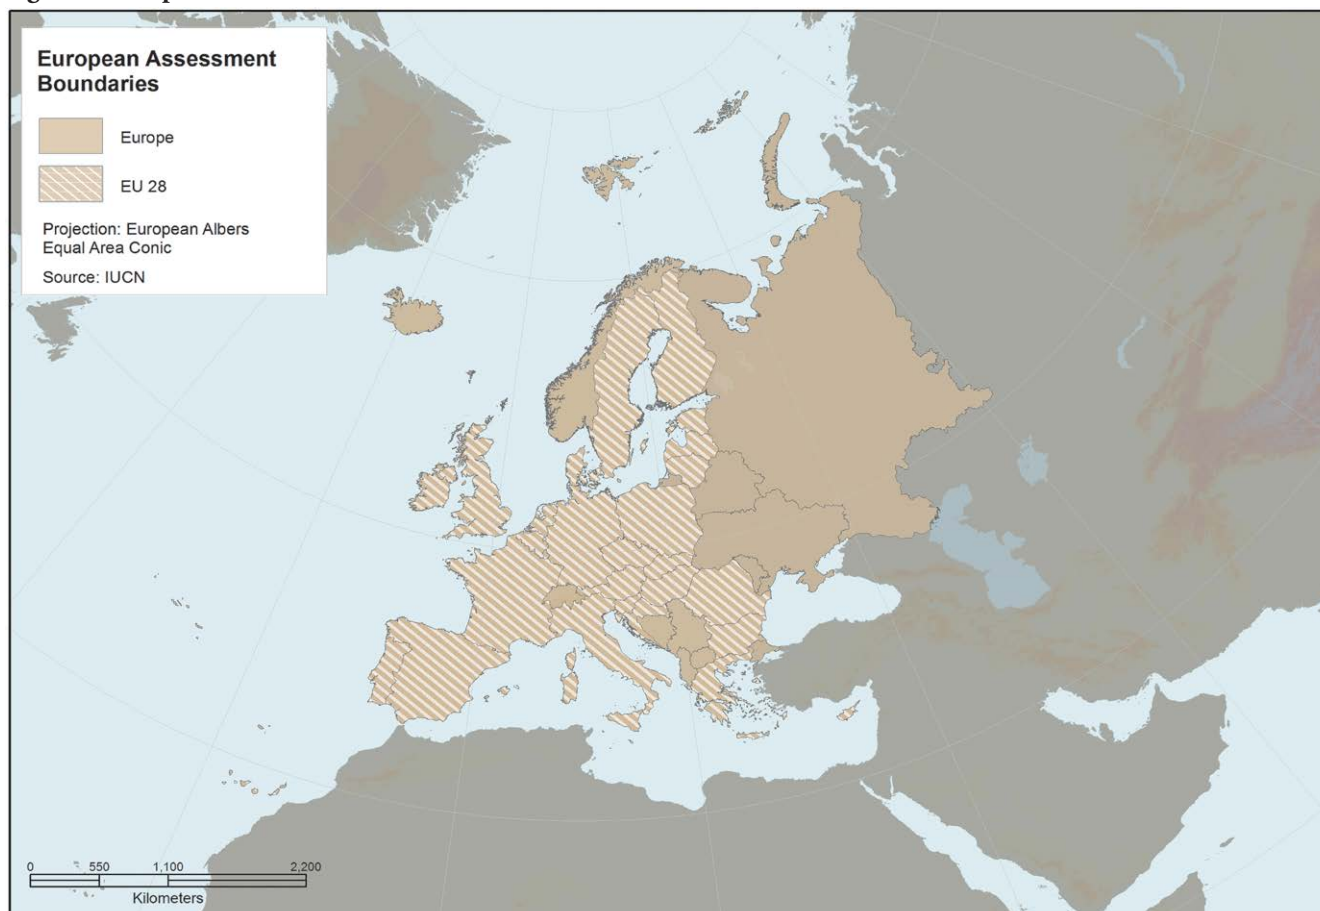 European Assessment
Boundaries
Europe
EU 28
Projection: European Albers
Equal Area Conic
Source: IUCN
0 550 1,100 2,200
Kilometers